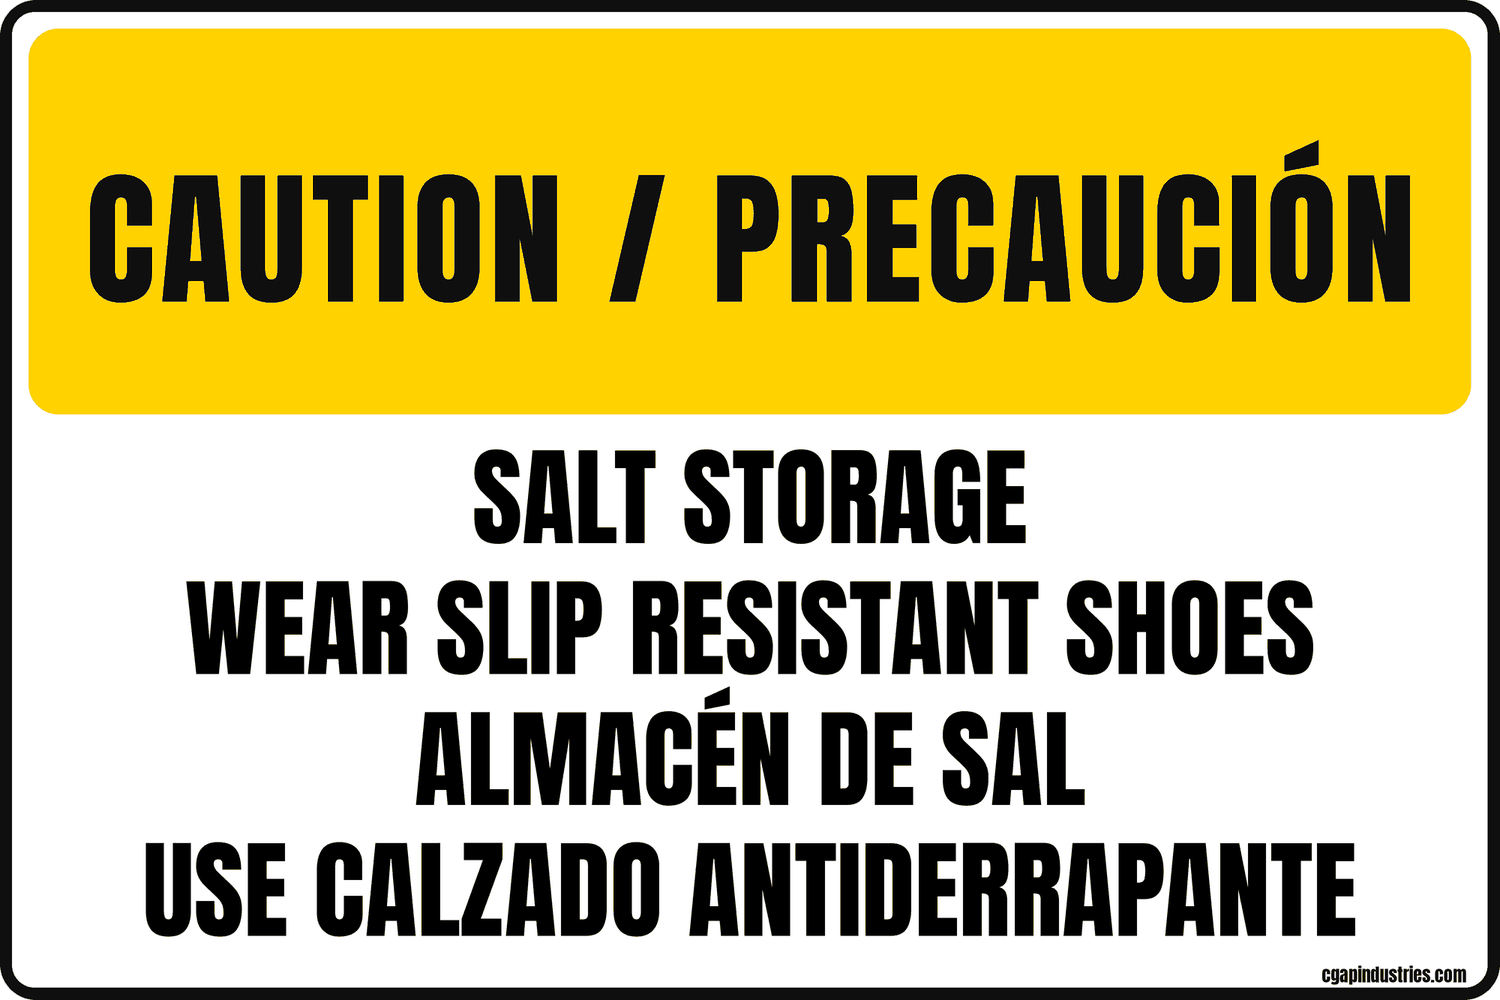 CAUTION / PRECAUCIÓN
SALT STORAGE
WEAR SLIP RESISTANT SHOES
ALMACÉN DE SAL
USE CALZADO ANTIDERRAPANTE
cgapindustries.com